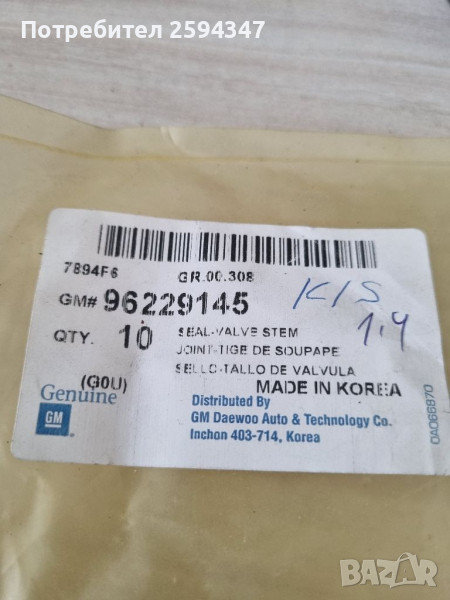 Потребител 2594347
7894F6 GR.00.308
GM# 96229145
K/S
1.4
QTY. 10 SEAL-VALVE STEM
JOINT-TIGE DE SOUPAPE
SELLO-TALLO DE VALVULA
(G0U) MADE IN KOREA
Genuine
GM
Distributed By
GM Daewoo Auto & Technology Co.
Inchon 403-714, Korea
OA066870
bazar